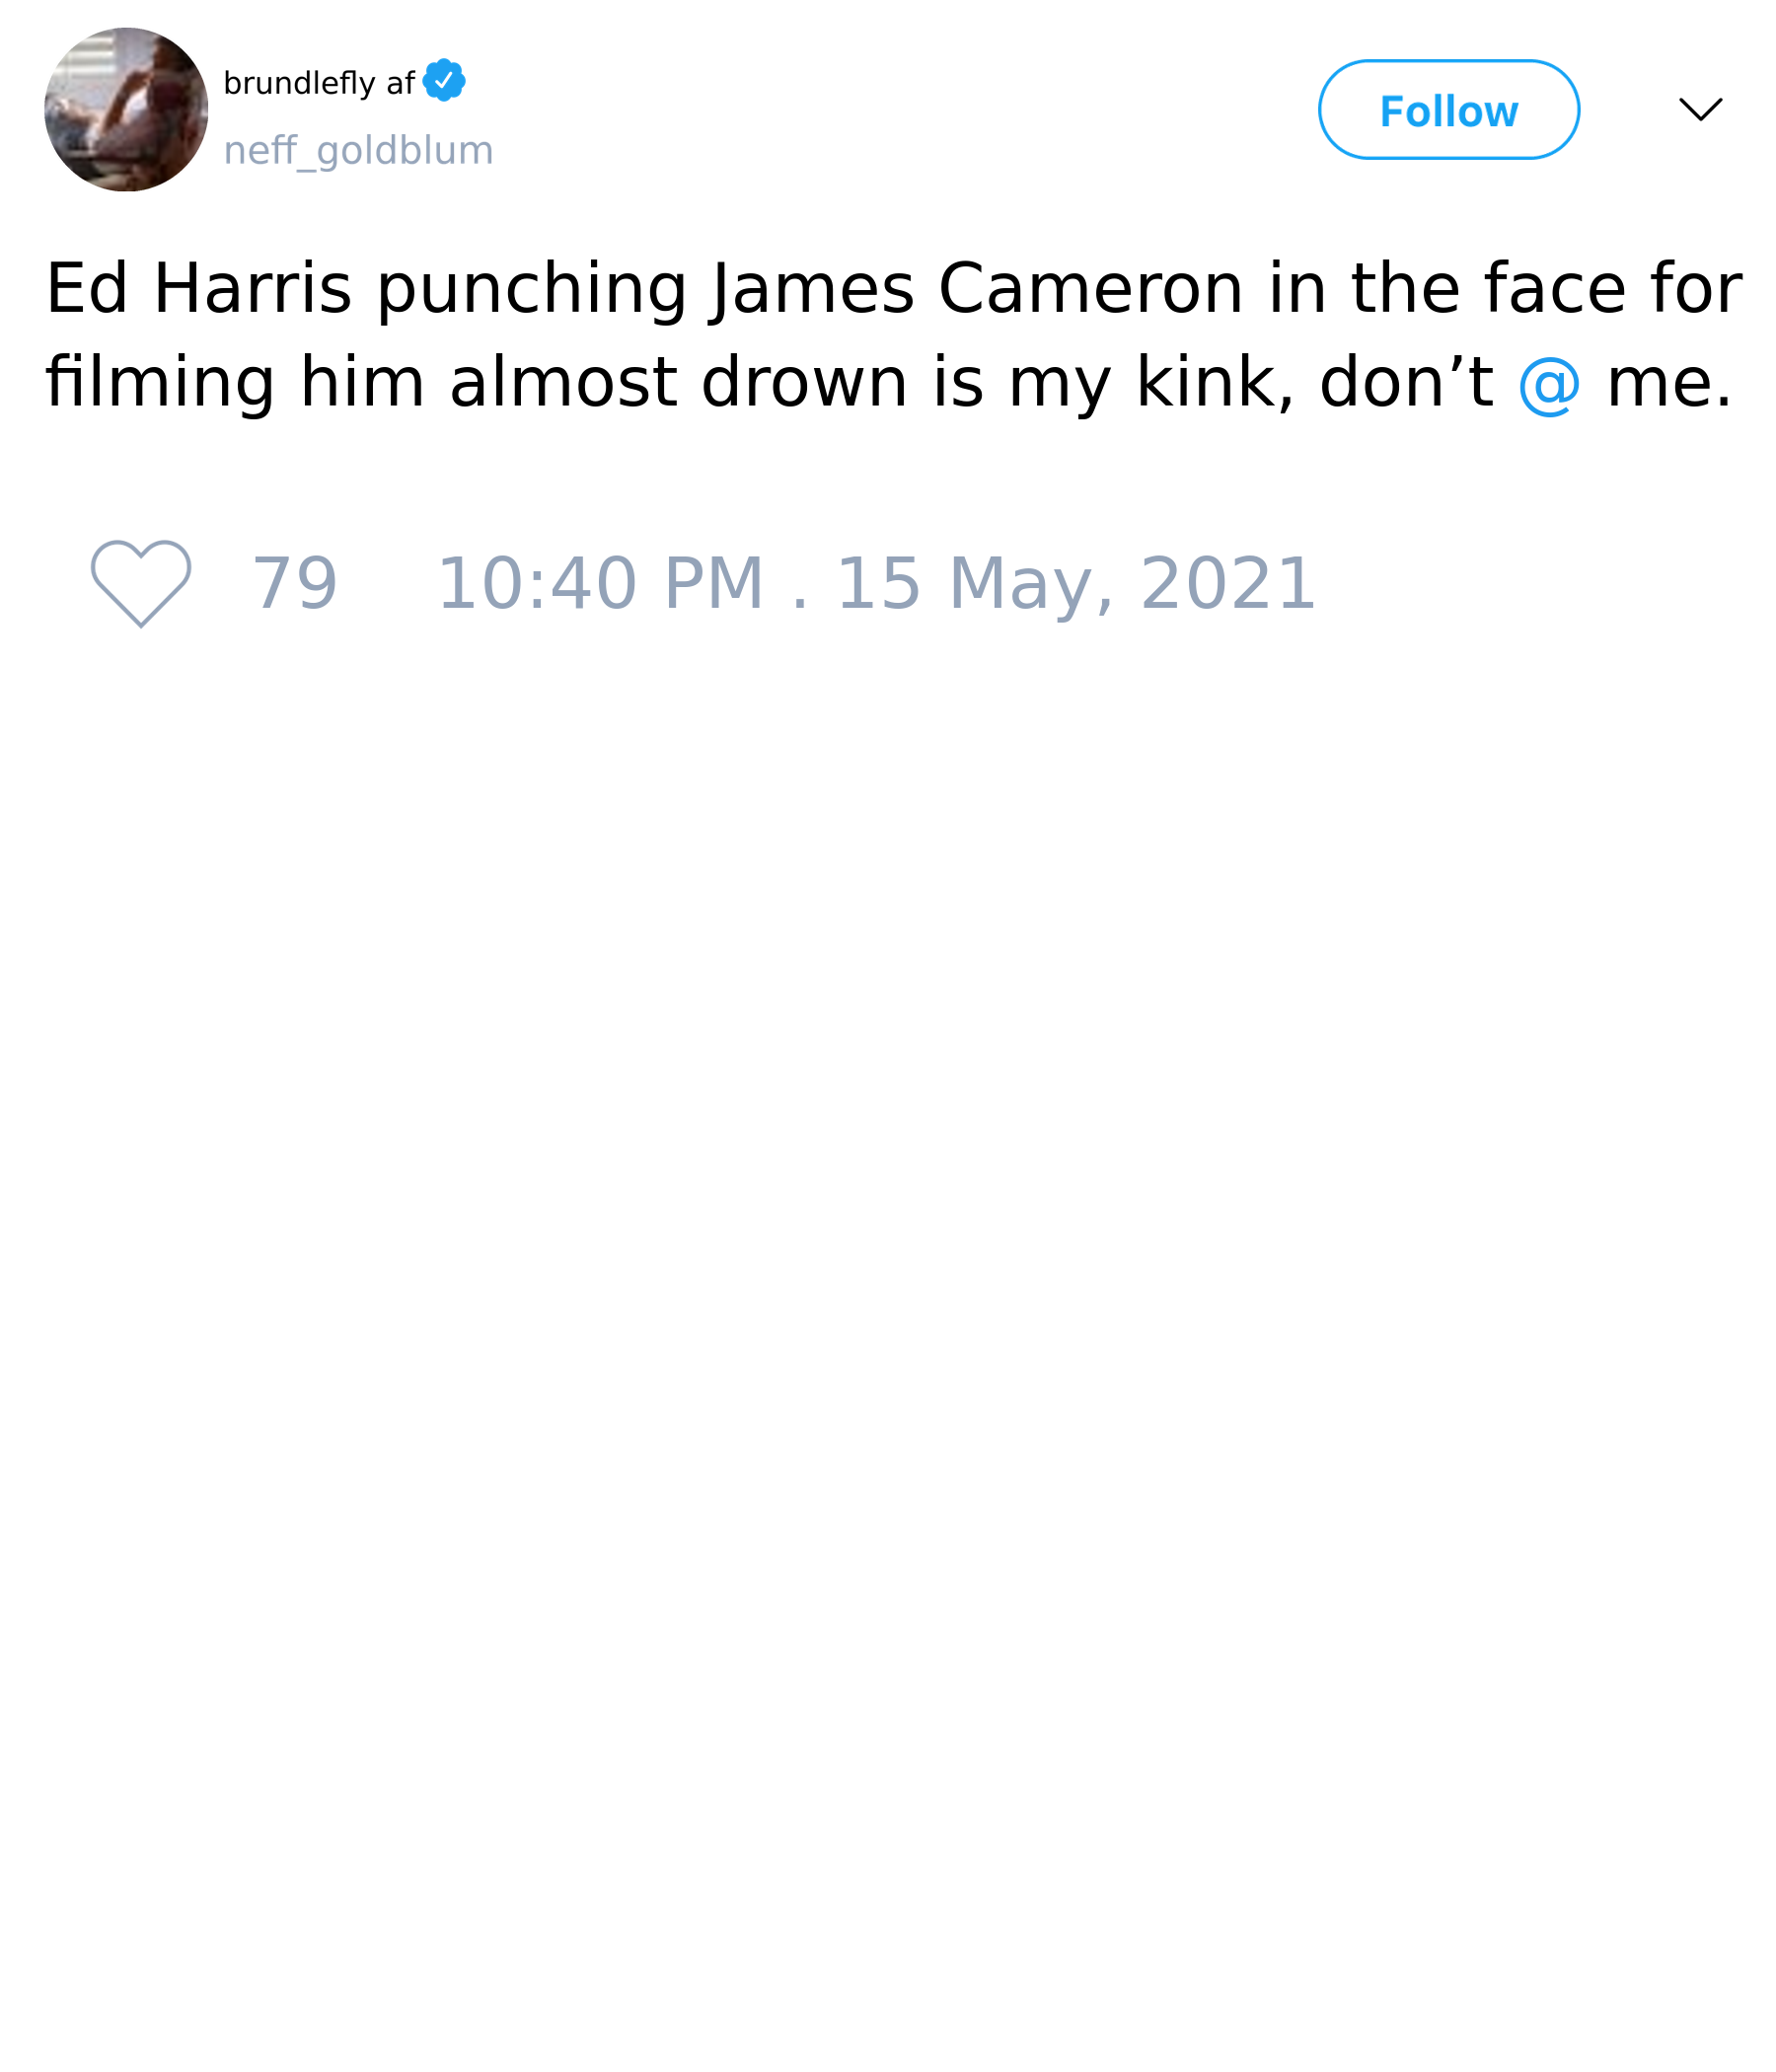 brundlefly af
neff_goldblum
Follow
Ed Harris punching James Cameron in the face for
filming him almost drown is my kink, don’t @ me.
79 10:40 PM . 15 May, 2021